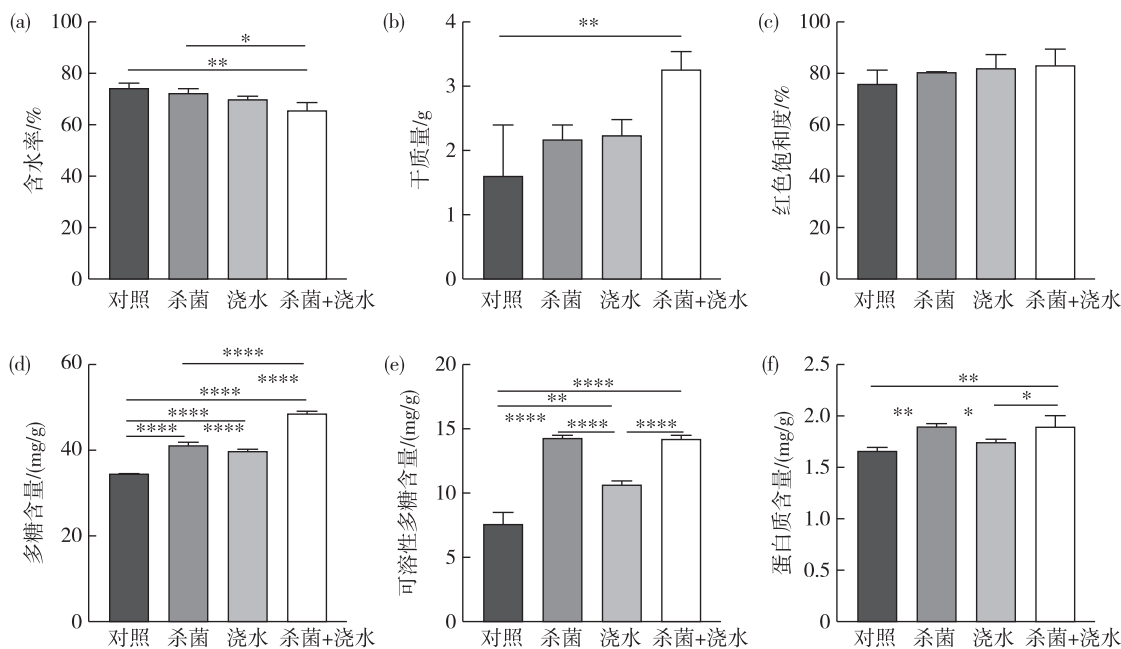 (a)
100
80
60
40
20
0
含水率/%
*
**
对照 杀菌 浇水 杀菌+浇水
(b)
4
3
2
1
0
干质量/g
**
对照 杀菌 浇水 杀菌+浇水
(c)
100
80
60
40
20
0
红色饱和度/%
对照 杀菌 浇水 杀菌+浇水
(d)
60
40
20
0
多糖含量/(mg/g)
****
****
****
****
**** ****
对照 杀菌 浇水 杀菌+浇水
(e)
20
15
10
5
0
可溶性多糖含量/(mg/g)
****
**
**** **** ****
对照 杀菌 浇水 杀菌+浇水
(f)
2.5
2.0
1.5
1.0
0.5
0
蛋白质含量/(mg/g)
**
*
** *
对照 杀菌 浇水 杀菌+浇水